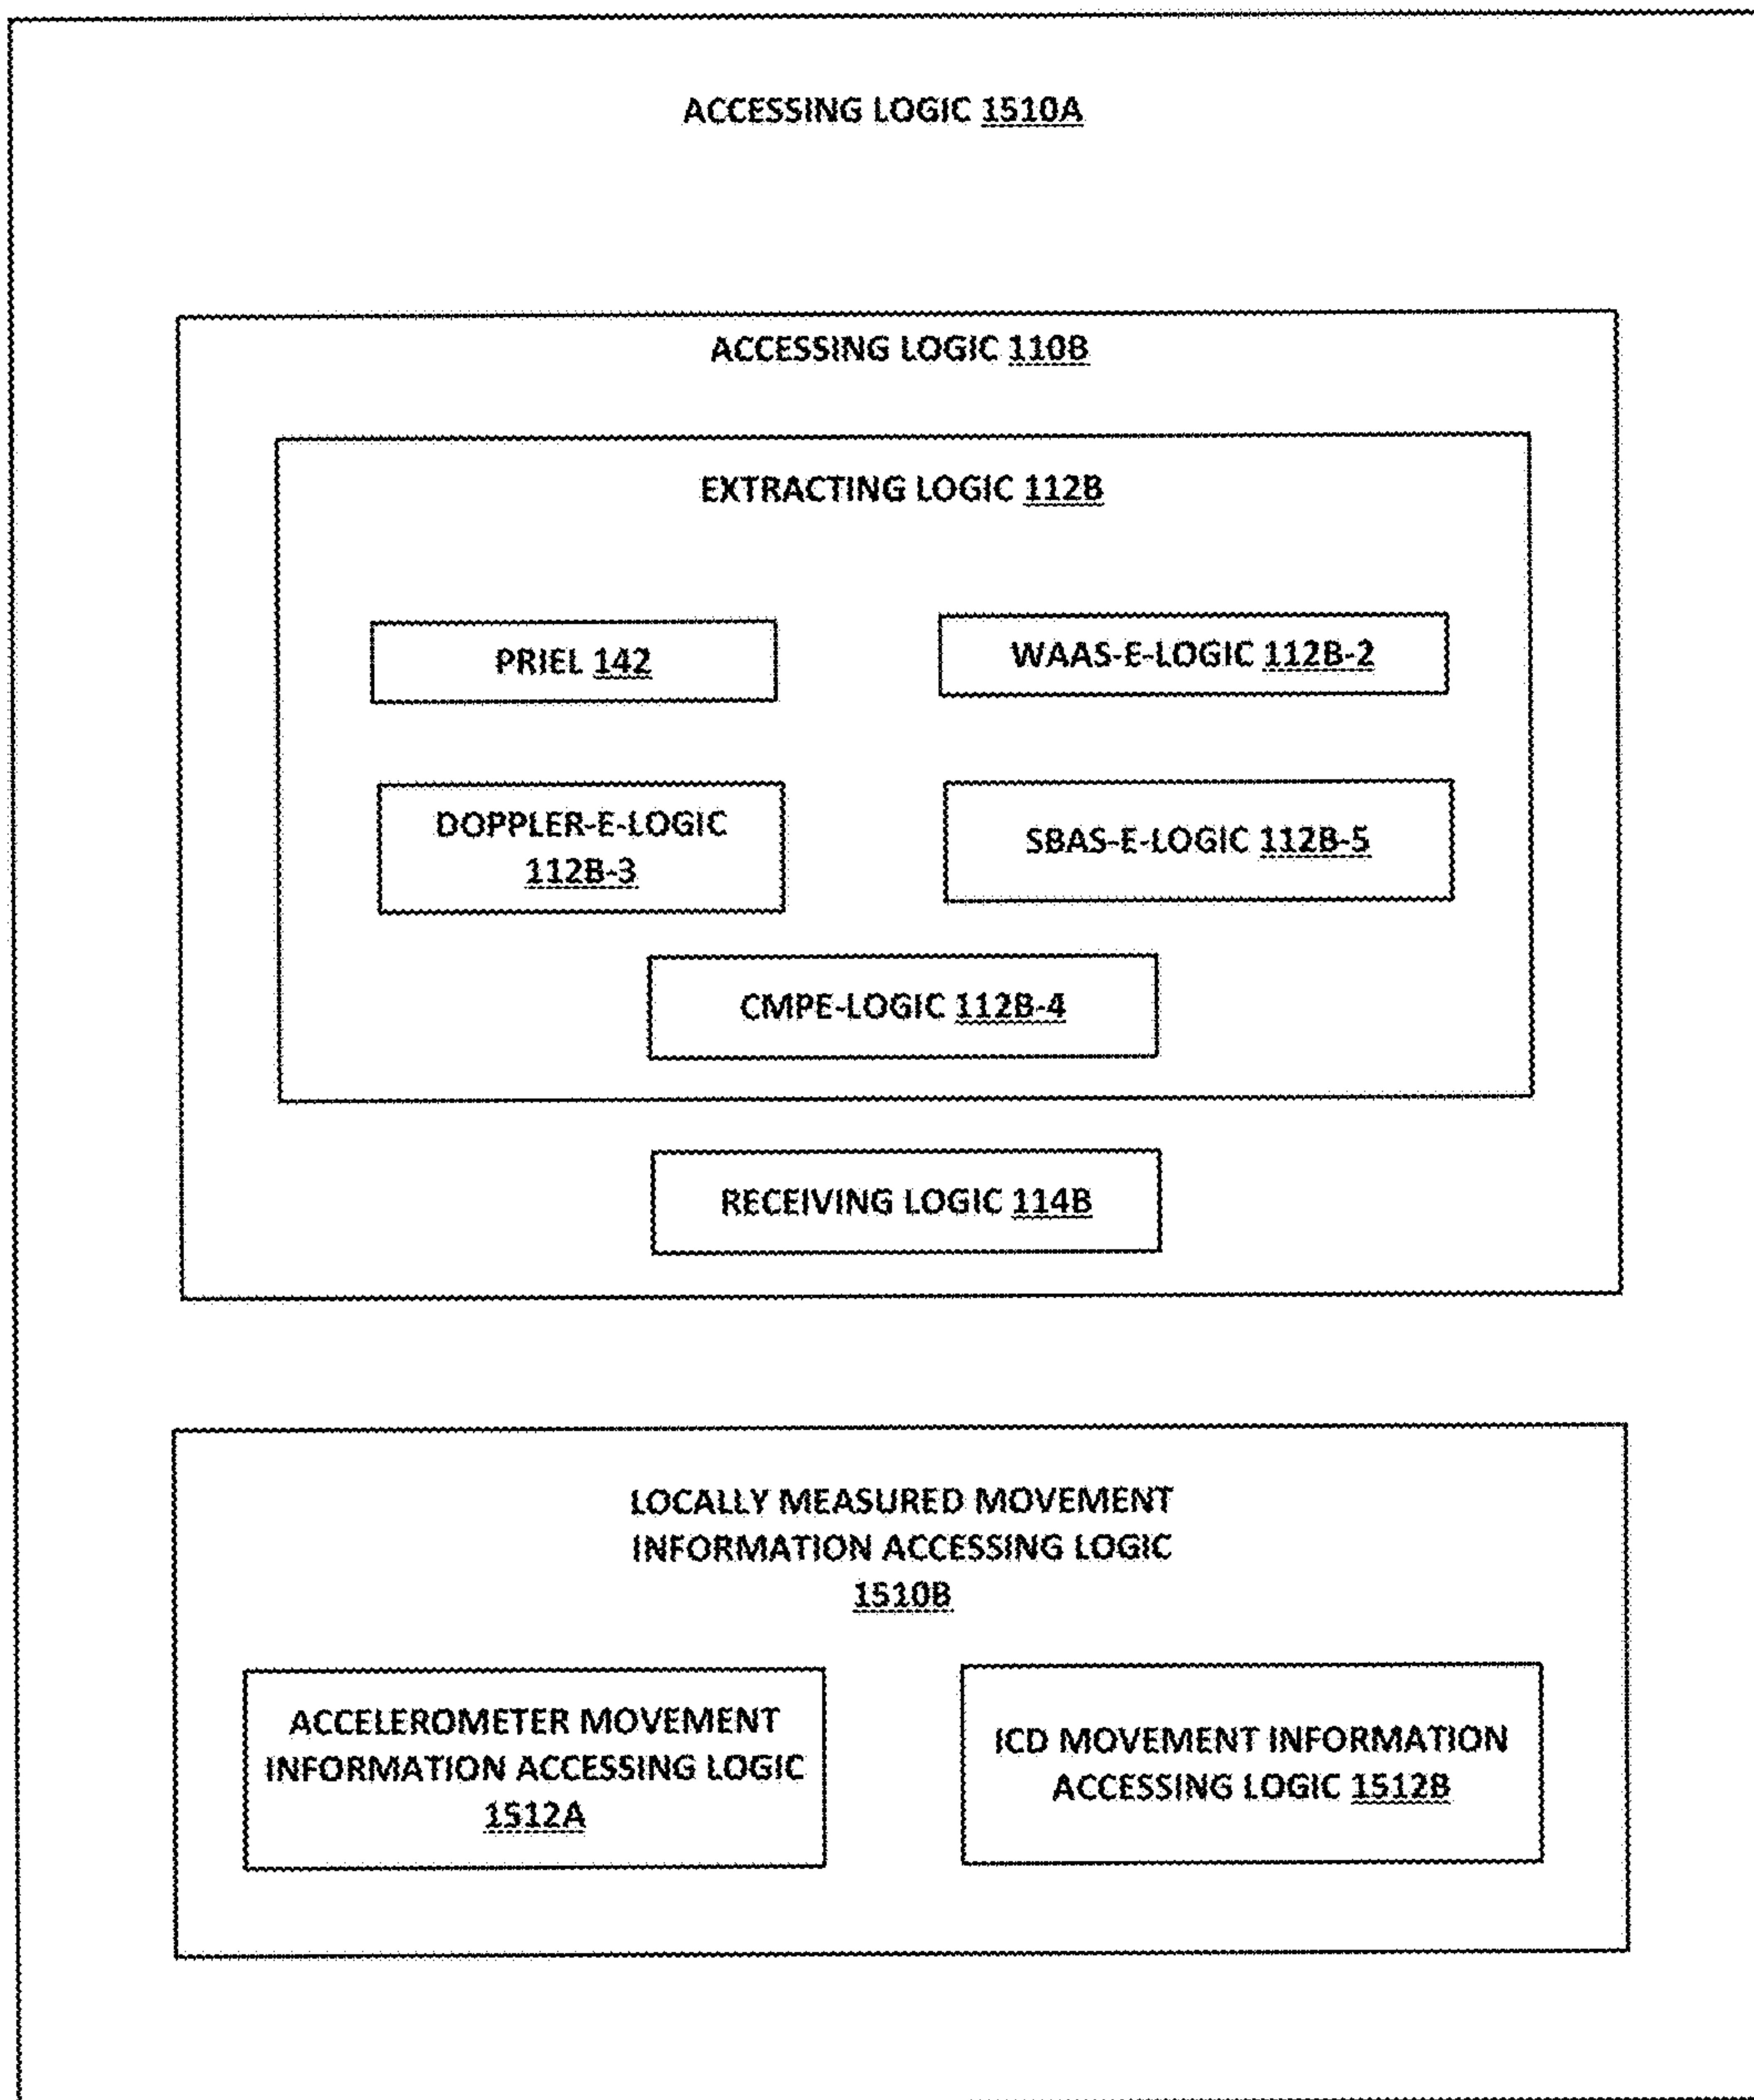 ACCESSING LOGIC 1510A
ACCESSING LOGIC 110B
EXTRACTING LOGIC 112B
PRIEL 142
WAAS-E-LOGIC 112B-2
DOPPLER-E-LOGIC
112B-3
SBAS-E-LOGIC 112B-5
CMPE-LOGIC 112B-4
RECEIVING LOGIC 114B
LOCALLY MEASURED MOVEMENT
INFORMATION ACCESSING LOGIC
1510B
ACCELEROMETER MOVEMENT
INFORMATION ACCESSING LOGIC
1512A
ICD MOVEMENT INFORMATION
ACCESSING LOGIC 1512B